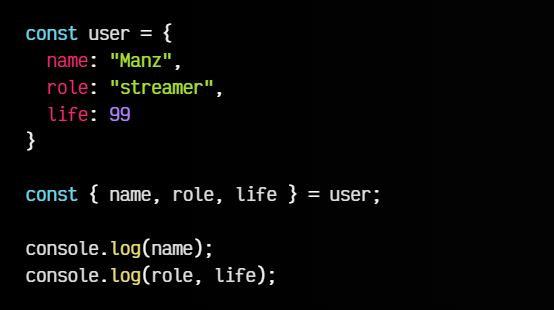 const user = {
  name: "Manz",
  role: "streamer",
  life: 99
}

const { name, role, life } = user;

console.log(name);
console.log(role, life);